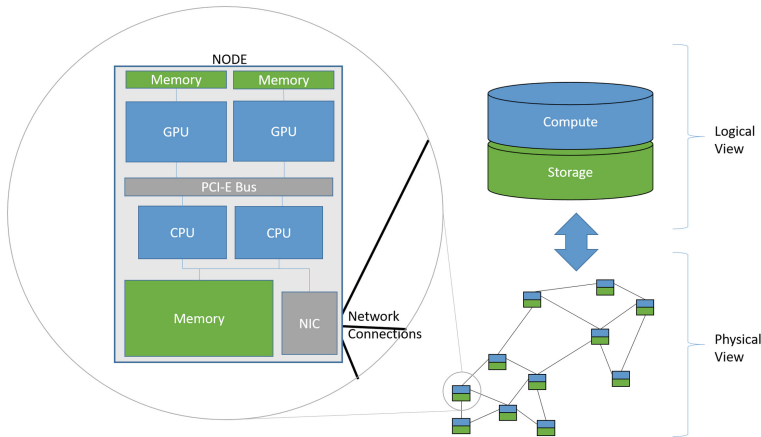 NODE
Memory
Memory
GPU
GPU
PCI-E Bus
CPU
CPU
Memory
NIC
Network
Connections
Compute
Storage
Logical
View
Physical
View